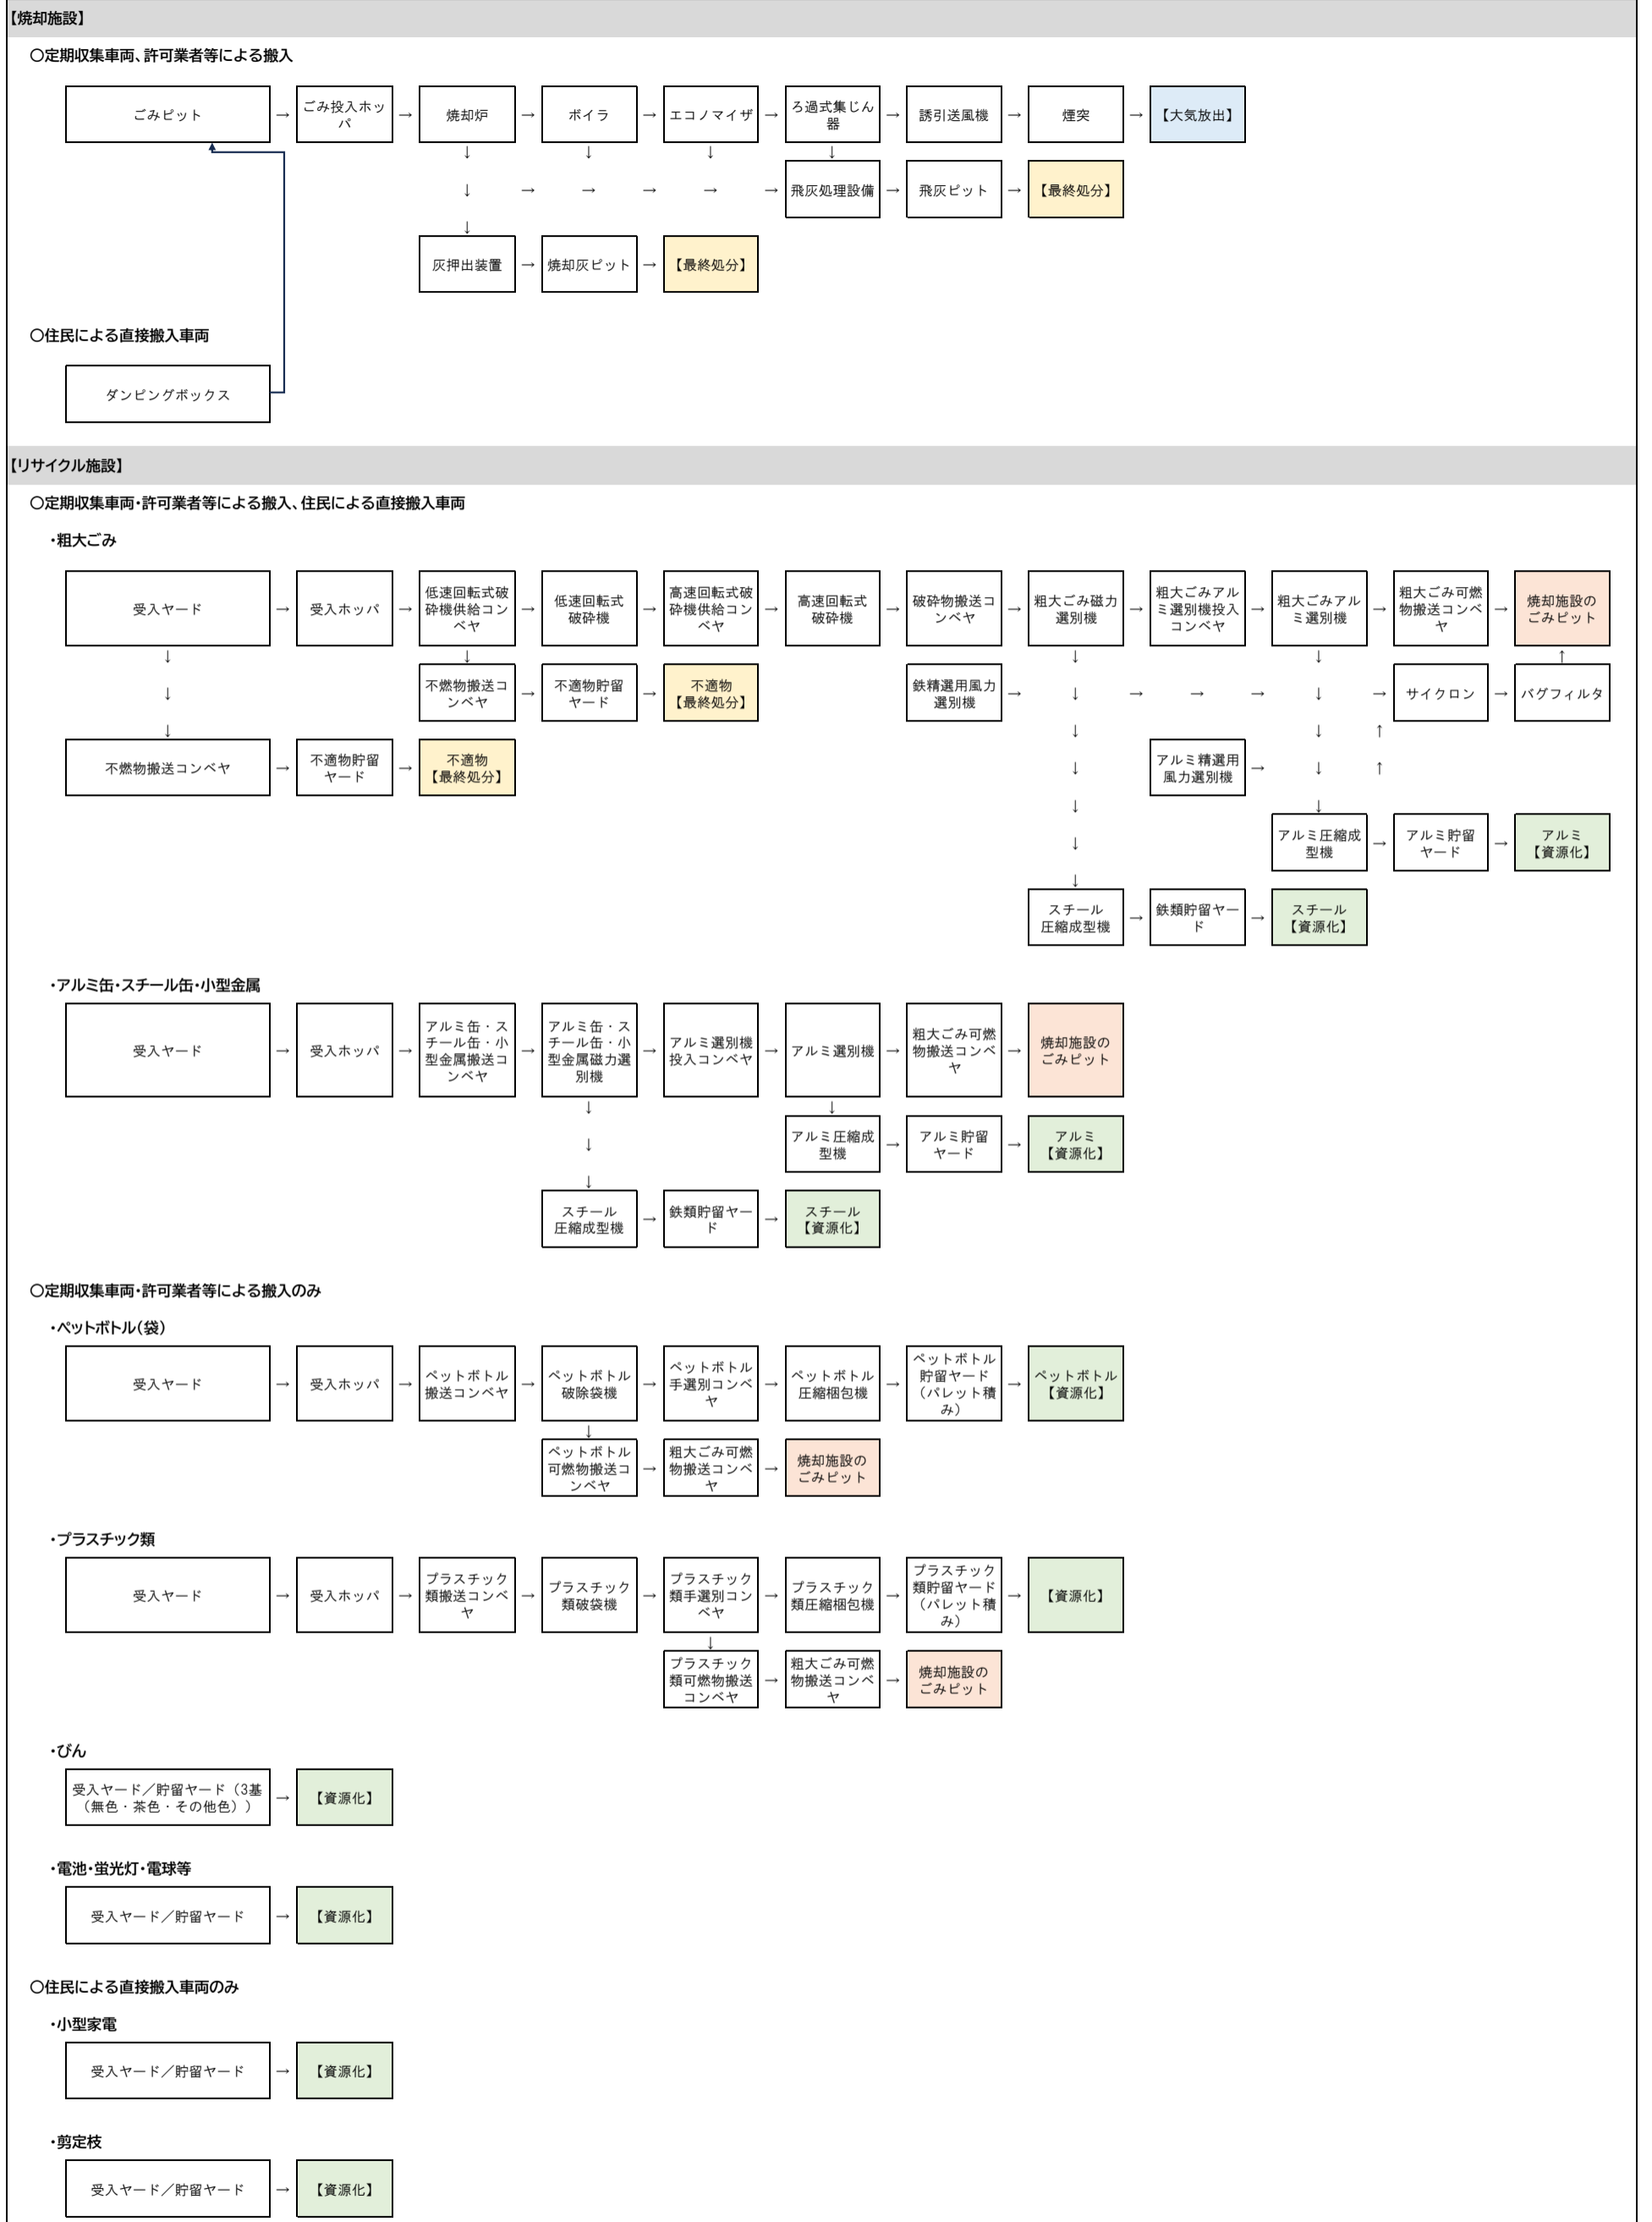 【焼却施設】
〇定期収集車両、許可業者等による搬入
ごみピット
→
ごみ投入ホッ
パ
→
焼却炉
→
ボイラ
→
エコノマイザ
→
ろ過式集じん
器
→
誘引送風機
→
煙突
→
【大気放出】
↓ ↓ ↓ ↓
↓ → → → → →
飛灰処理設備
→
飛灰ピット
→
【最終処分】
↓
灰押出装置
→
焼却灰ピット
→
【最終処分】
〇住民による直接搬入車両
ダンピングボックス
【リサイクル施設】
〇定期収集車両・許可業者等による搬入、住民による直接搬入車両
・粗大ごみ
受入ヤード
→
受入ホッパ
→
低速回転式破
砕機供給コン
ベヤ
→
低速回転式
破砕機
→
高速回転式破
砕機供給コン
ベヤ
→
高速回転式
破砕機
→
破砕物搬送コ
ンベヤ
→
粗大ごみ磁力
選別機
→
粗大ごみアル
ミ選別機投入
コンベヤ
→
粗大ごみアル
ミ選別機
→
粗大ごみ可燃
物搬送コンベ
ヤ
→
焼却施設の
ごみピット
↓ ↓ ↓ ↓ ↑
↓
不燃物搬送コ
ンベヤ
→
不適物貯留
ヤード
→
不適物
【最終処分】
鉄精選用風力
選別機
→ ↓ → → → ↓ →
サイクロン
→
バグフィルタ
↓ ↓ ↓ ↑
不燃物搬送コンベヤ
→
不適物貯留
ヤード
→
不適物
【最終処分】
↓
アルミ精選用
風力選別機
→ ↓ ↑
↓ ↓
↓
アルミ圧縮成
型機
→
アルミ貯留
ヤード
→
アルミ
【資源化】
↓
スチール
圧縮成型機
→
鉄類貯留ヤー
ド
→
スチール
【資源化】
・アルミ缶・スチール缶・小型金属
受入ヤード
→
受入ホッパ
→
アルミ缶・ス
チール缶・小
型金属搬送コ
ンベヤ
→
アルミ缶・ス
チール缶・小
型金属磁力選
別機
→
アルミ選別機
投入コンベヤ
→
アルミ選別機
→
粗大ごみ可燃
物搬送コンベ
ヤ
→
焼却施設の
ごみピット
↓ ↓
↓
アルミ圧縮成
型機
→
アルミ貯留
ヤード
→
アルミ
【資源化】
↓
スチール
圧縮成型機
→
鉄類貯留ヤー
ド
→
スチール
【資源化】
〇定期収集車両・許可業者等による搬入のみ
・ペットボトル(袋)
受入ヤード
→
受入ホッパ
→
ペットボトル
搬送コンベヤ
→
ペットボトル
破除袋機
→
ペットボトル
手選別コンベ
ヤ
→
ペットボトル
圧縮梱包機
→
ペットボトル
貯留ヤード
(パレット積
み)
→
ペットボトル
【資源化】
↓
ペットボトル
可燃物搬送コ
ンベヤ
→
粗大ごみ可燃
物搬送コンベ
ヤ
→
焼却施設の
ごみピット
・プラスチック類
受入ヤード
→
受入ホッパ
→
プラスチック
類搬送コンベ
ヤ
→
プラスチック
類破袋機
→
プラスチック
類手選別コン
ベヤ
→
プラスチック
類圧縮梱包機
→
プラスチック
類貯留ヤード
(パレット積
み)
→
【資源化】
↓
プラスチック
類可燃物搬送
コンベヤ
→
粗大ごみ可燃
物搬送コンベ
ヤ
→
焼却施設の
ごみピット
・びん
受入ヤード／貯留ヤード(3基
(無色・茶色・その他色))
→
【資源化】
・電池・蛍光灯・電球等
受入ヤード／貯留ヤード
→
【資源化】
〇住民による直接搬入車両のみ
・小型家電
受入ヤード／貯留ヤード
→
【資源化】
・剪定枝
受入ヤード／貯留ヤード
→
【資源化】